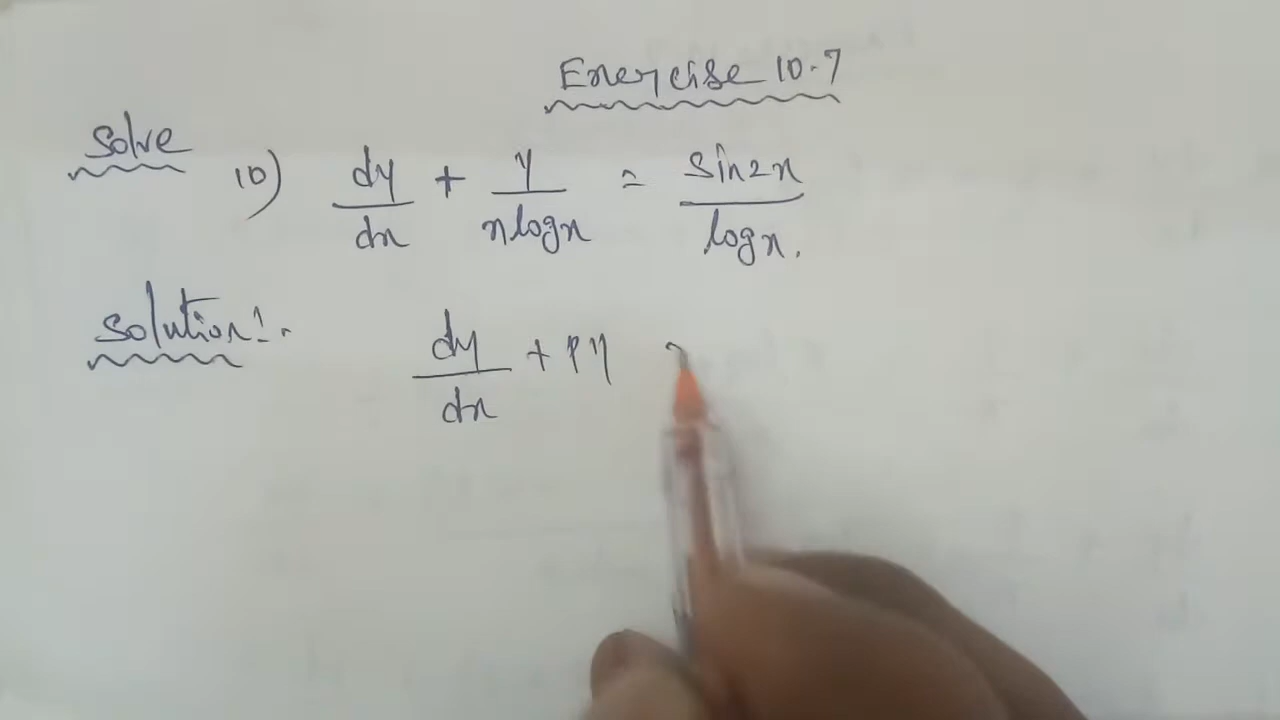 Exercise 10.7
Solve
10) dy/dx + y/(x log x) = sin2x/log x.
Solution:-
dy/dx + Py =